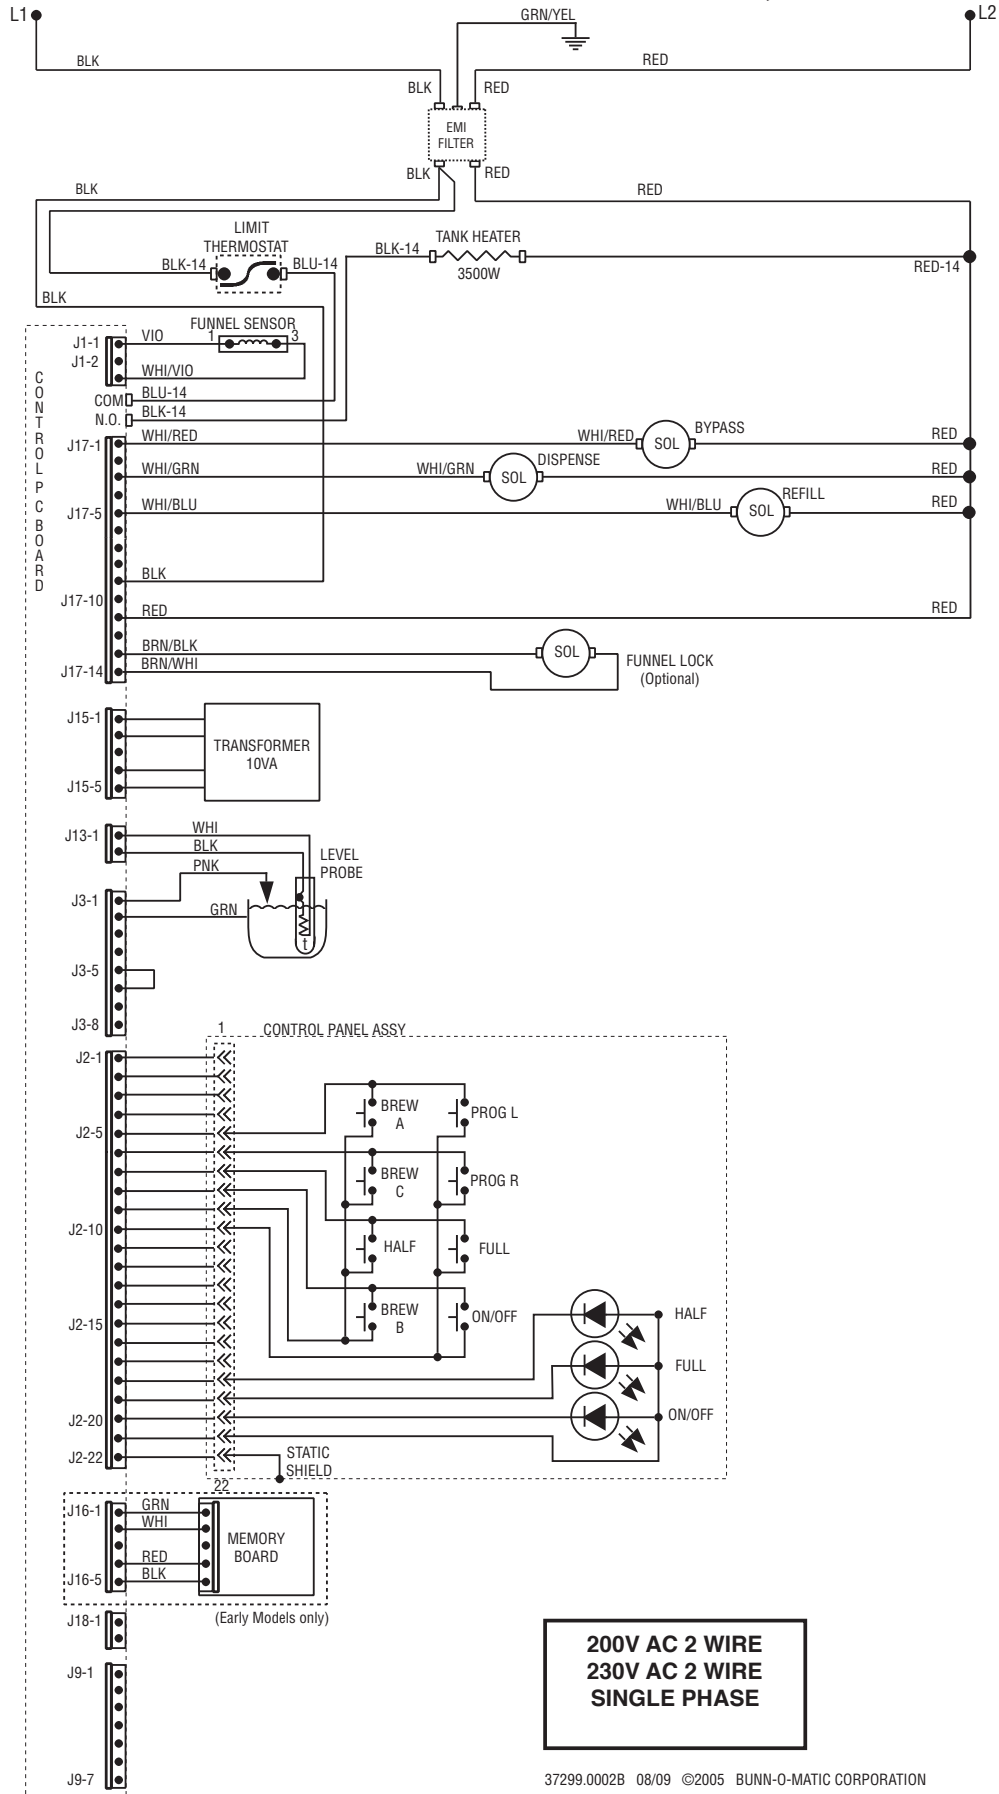 L1
GRN/YEL
L2
BLK
RED
BLK
RED
EMI
FILTER
BLK
RED
BLK
RED
LIMIT
THERMOSTAT
BLK-14
BLU-14
BLK-14
TANK HEATER
3500W
RED-14
BLK
FUNNEL SENSOR
J1-1
VIO
1
3
J1-2
WHI/VIO
CONTROL PC BOARD
COM
BLU-14
N.O.
BLK-14
J17-1
WHI/RED
WHI/RED
SOL
BYPASS
RED
WHI/GRN
WHI/GRN
SOL
DISPENSE
RED
J17-5
WHI/BLU
WHI/BLU
SOL
REFILL
RED
BLK
J17-10
RED
RED
BRN/BLK
SOL
FUNNEL LOCK
(Optional)
J17-14
BRN/WHI
J15-1
TRANSFORMER
10VA
J15-5
J13-1
WHI
BLK
LEVEL
PROBE
PNK
J3-1
GRN
t
J3-5
J3-8
1
CONTROL PANEL ASSY
J2-1
BREW
A
PROG L
J2-5
BREW
C
PROG R
J2-10
HALF
FULL
BREW
B
ON/OFF
HALF
J2-15
FULL
J2-20
ON/OFF
J2-22
STATIC
SHIELD
22
J16-1
GRN
WHI
MEMORY
BOARD
RED
J16-5
BLK
(Early Models only)
J18-1
J9-1
J9-7
200V AC 2 WIRE
230V AC 2 WIRE
SINGLE PHASE
37299.0002B 08/09 ©2005 BUNN-O-MATIC CORPORATION